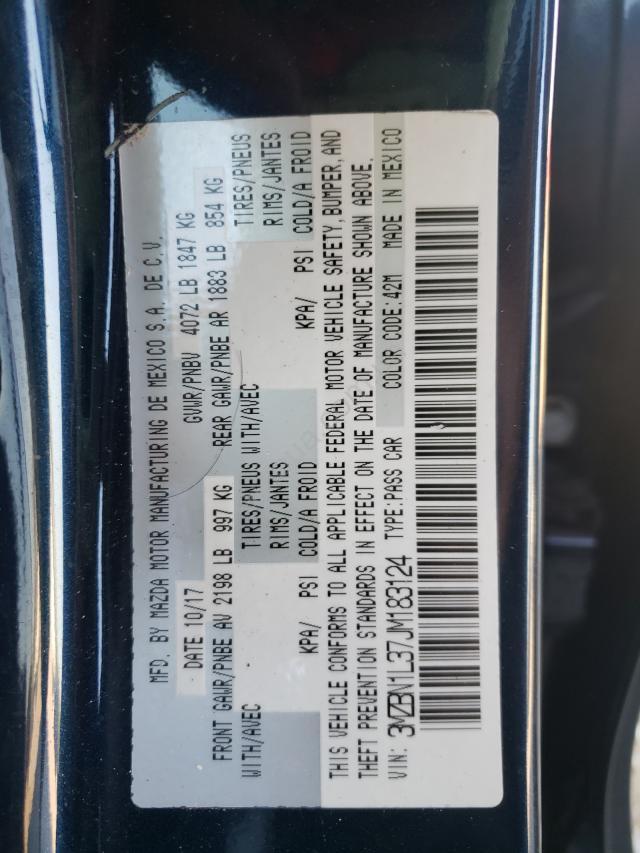 MFD. BY MAZDA MOTOR MANUFACTURING DE MEXICO S.A. DE C.V.
DATE 10/17 GVWR/PNBV 4072 LB 1847 KG
FRONT GAWR/PNBE AV 2198 LB 997 KG REAR GAWR/PNBE AR 1883 LB 854 KG
WITH/AVEC TIRES/PNEUS WITH/AVEC TIRES/PNEUS
RIMS/JANTES RIMS/JANTES
KPA/ PSI COLD/A FROID KPA/ PSI COLD/A FROID
THIS VEHICLE CONFORMS TO ALL APPLICABLE FEDERAL MOTOR VEHICLE SAFETY, BUMPER, AND
THEFT PREVENTION STANDARDS IN EFFECT ON THE DATE OF MANUFACTURE SHOWN ABOVE.
VIN: 3MZBN1L37JM183124 TYPE:PASS CAR COLOR CODE:42M MADE IN MEXICO